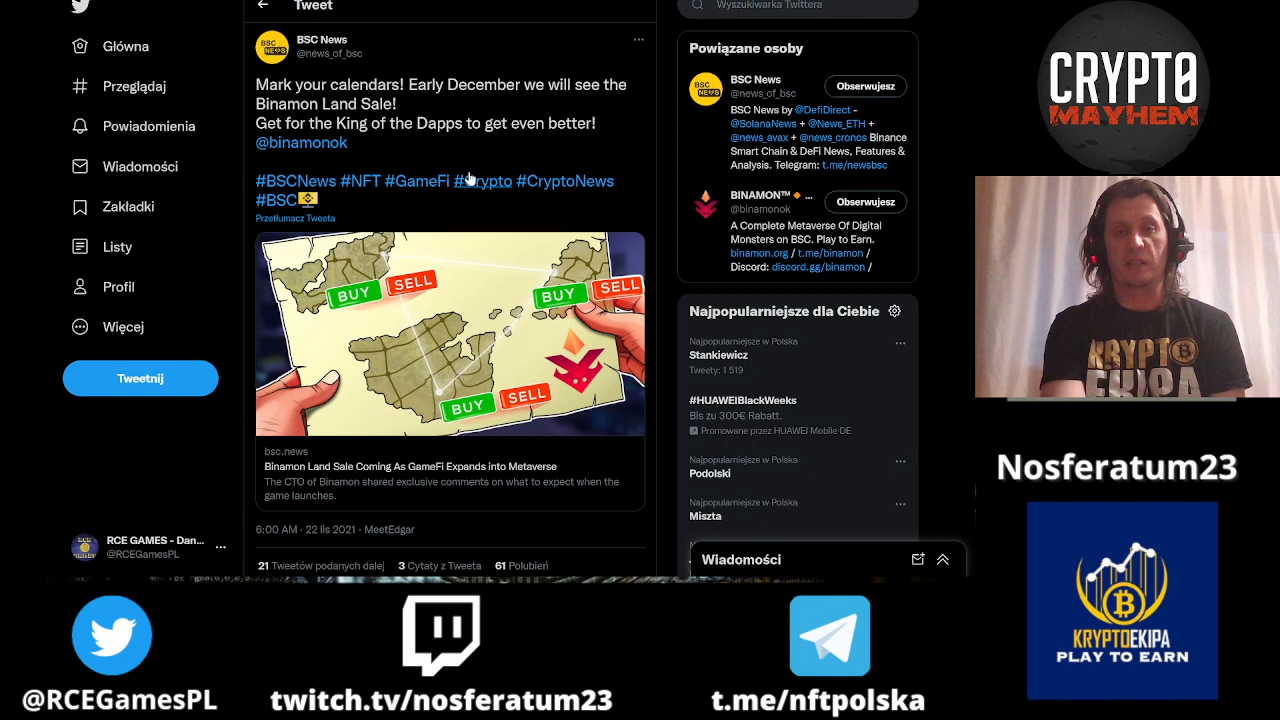 Tweet
Wyszukiwarka Twittera
Główna
Przeglądaj
Powiadomienia
Wiadomości
Zakładki
Listy
Profil
Więcej
Tweetnij
RCE GAMES - Dan...
@RCEGamesPL
BSC NEWS
BSC News
@news_of_bsc
Mark your calendars! Early December we will see the
Binamon Land Sale!
Get for the King of the Dapps to get even better!
@binamonok
#BSCNews #NFT #GameFi #Crypto #CryptoNews
#BSC
Przetłumacz Tweeta
BUY SELL
BUY SELL
BUY SELL
bsc.news
Binamon Land Sale Coming As GameFi Expands into Metaverse
The CTO of Binamon shared exclusive comments on what to expect when the
game launches.
6:00 AM · 22 lis 2021 · MeetEdgar
21 Tweetów podanych dalej 3 Cytaty z Tweeta 61 Polubień
Powiązane osoby
BSC NEWS
BSC News
@news_of_bsc
Obserwujesz
BSC News by @DefiDirect -
@SolanaNews + @News_ETH +
@news_avax + @news_cronos Binance
Smart Chain & DeFi News, Features &
Analysis. Telegram: t.me/newsbsc
BINAMON™ ...
@binamonok
Obserwujesz
A Complete Metaverse Of Digital
Monsters on BSC. Play to Earn.
binamon.org / t.me/binamon /
Discord: discord.gg/binamon /
Najpopularniejsze dla Ciebie
Najpopularniejsze w Polska
Stankiewicz
Tweety: 1 519
#HUAWEIBlackWeeks
Bis zu 300€ Rabatt.
Promowane przez HUAWEI Mobile DE
Najpopularniejsze w Polska
Podolski
Najpopularniejsze w Polska
Miszta
Wiadomości
CRYPTO
MAYHEM
KRYPTO
EKIPA
Nosferatum23
KRYPTOEKIPA
PLAY TO EARN
@RCEGamesPL
twitch.tv/nosferatum23
t.me/nftpolska